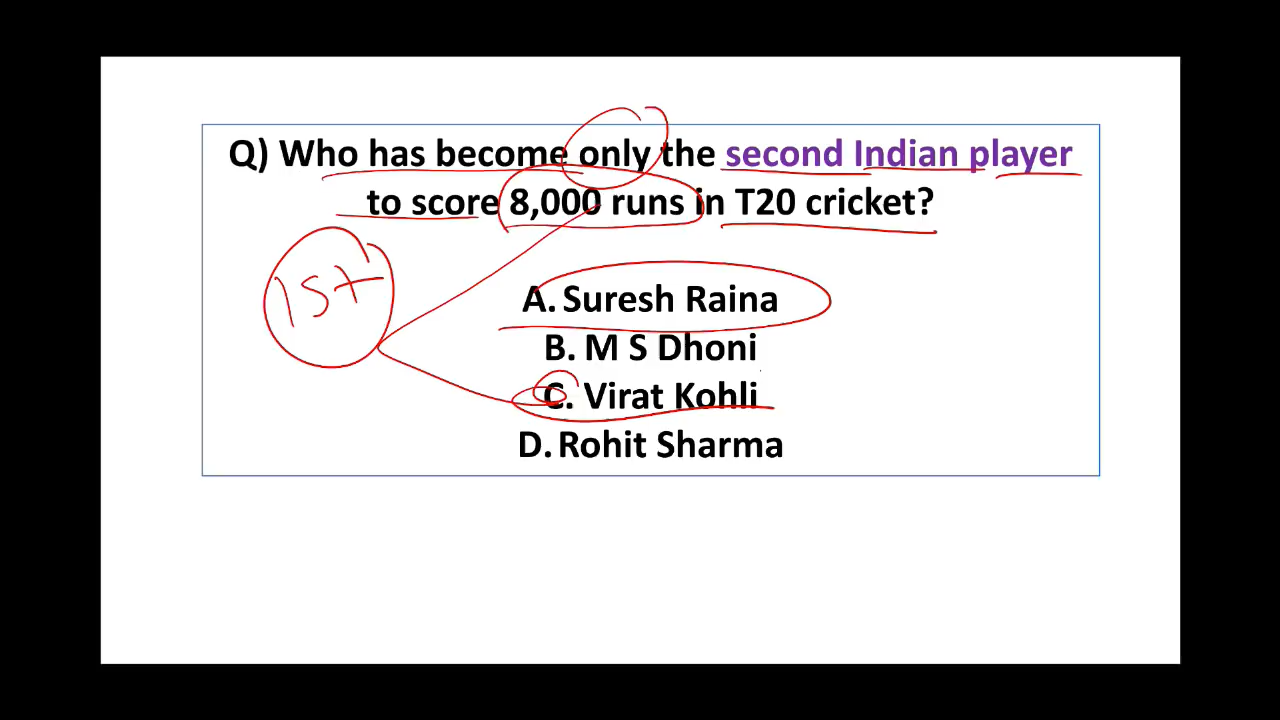 Q) Who has become only the second Indian player
to score 8,000 runs in T20 cricket?
1st
A. Suresh Raina
B. M S Dhoni
C. Virat Kohli
D. Rohit Sharma